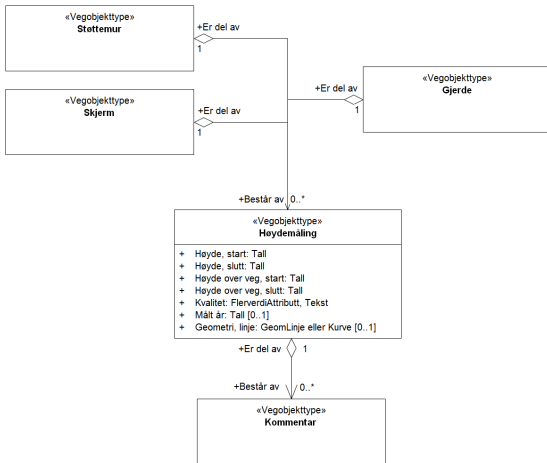 «Vegobjekttype»
Støttemur
+Er del av
1
«Vegobjekttype»
Gjerde
+Er del av
1
«Vegobjekttype»
Skjerm
+Er del av
1
+Består av 0..*
«Vegobjekttype»
Høydemåling
+ Høyde, start: Tall
+ Høyde, slutt: Tall
+ Høyde over veg, start: Tall
+ Høyde over veg, slutt: Tall
+ Kvalitet: FlerverdiAttributt, Tekst
+ Målt år: Tall [0..1]
+ Geometri, linje: GeomLinje eller Kurve [0..1]
+Er del av 1
+Består av 0..*
«Vegobjekttype»
Kommentar